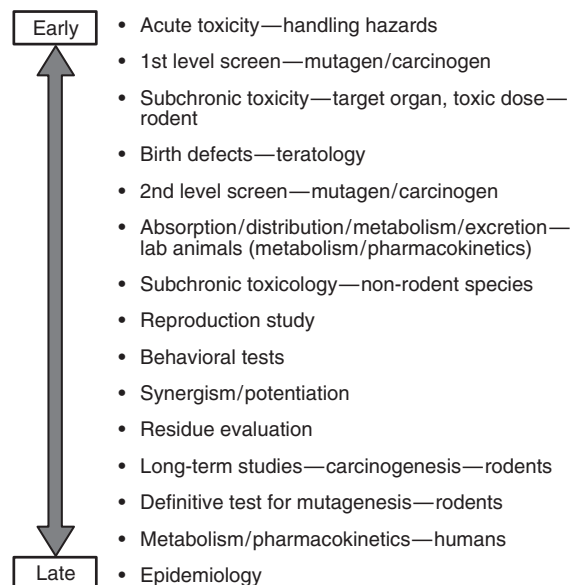 Early
• Acute toxicity—handling hazards
• 1st level screen—mutagen/carcinogen
• Subchronic toxicity—target organ, toxic dose—
rodent
• Birth defects—teratology
• 2nd level screen—mutagen/carcinogen
• Absorption/distribution/metabolism/excretion—
lab animals (metabolism/pharmacokinetics)
• Subchronic toxicology—non-rodent species
• Reproduction study
• Behavioral tests
• Synergism/potentiation
• Residue evaluation
• Long-term studies—carcinogenesis—rodents
• Definitive test for mutagenesis—rodents
• Metabolism/pharmacokinetics—humans
Late
• Epidemiology